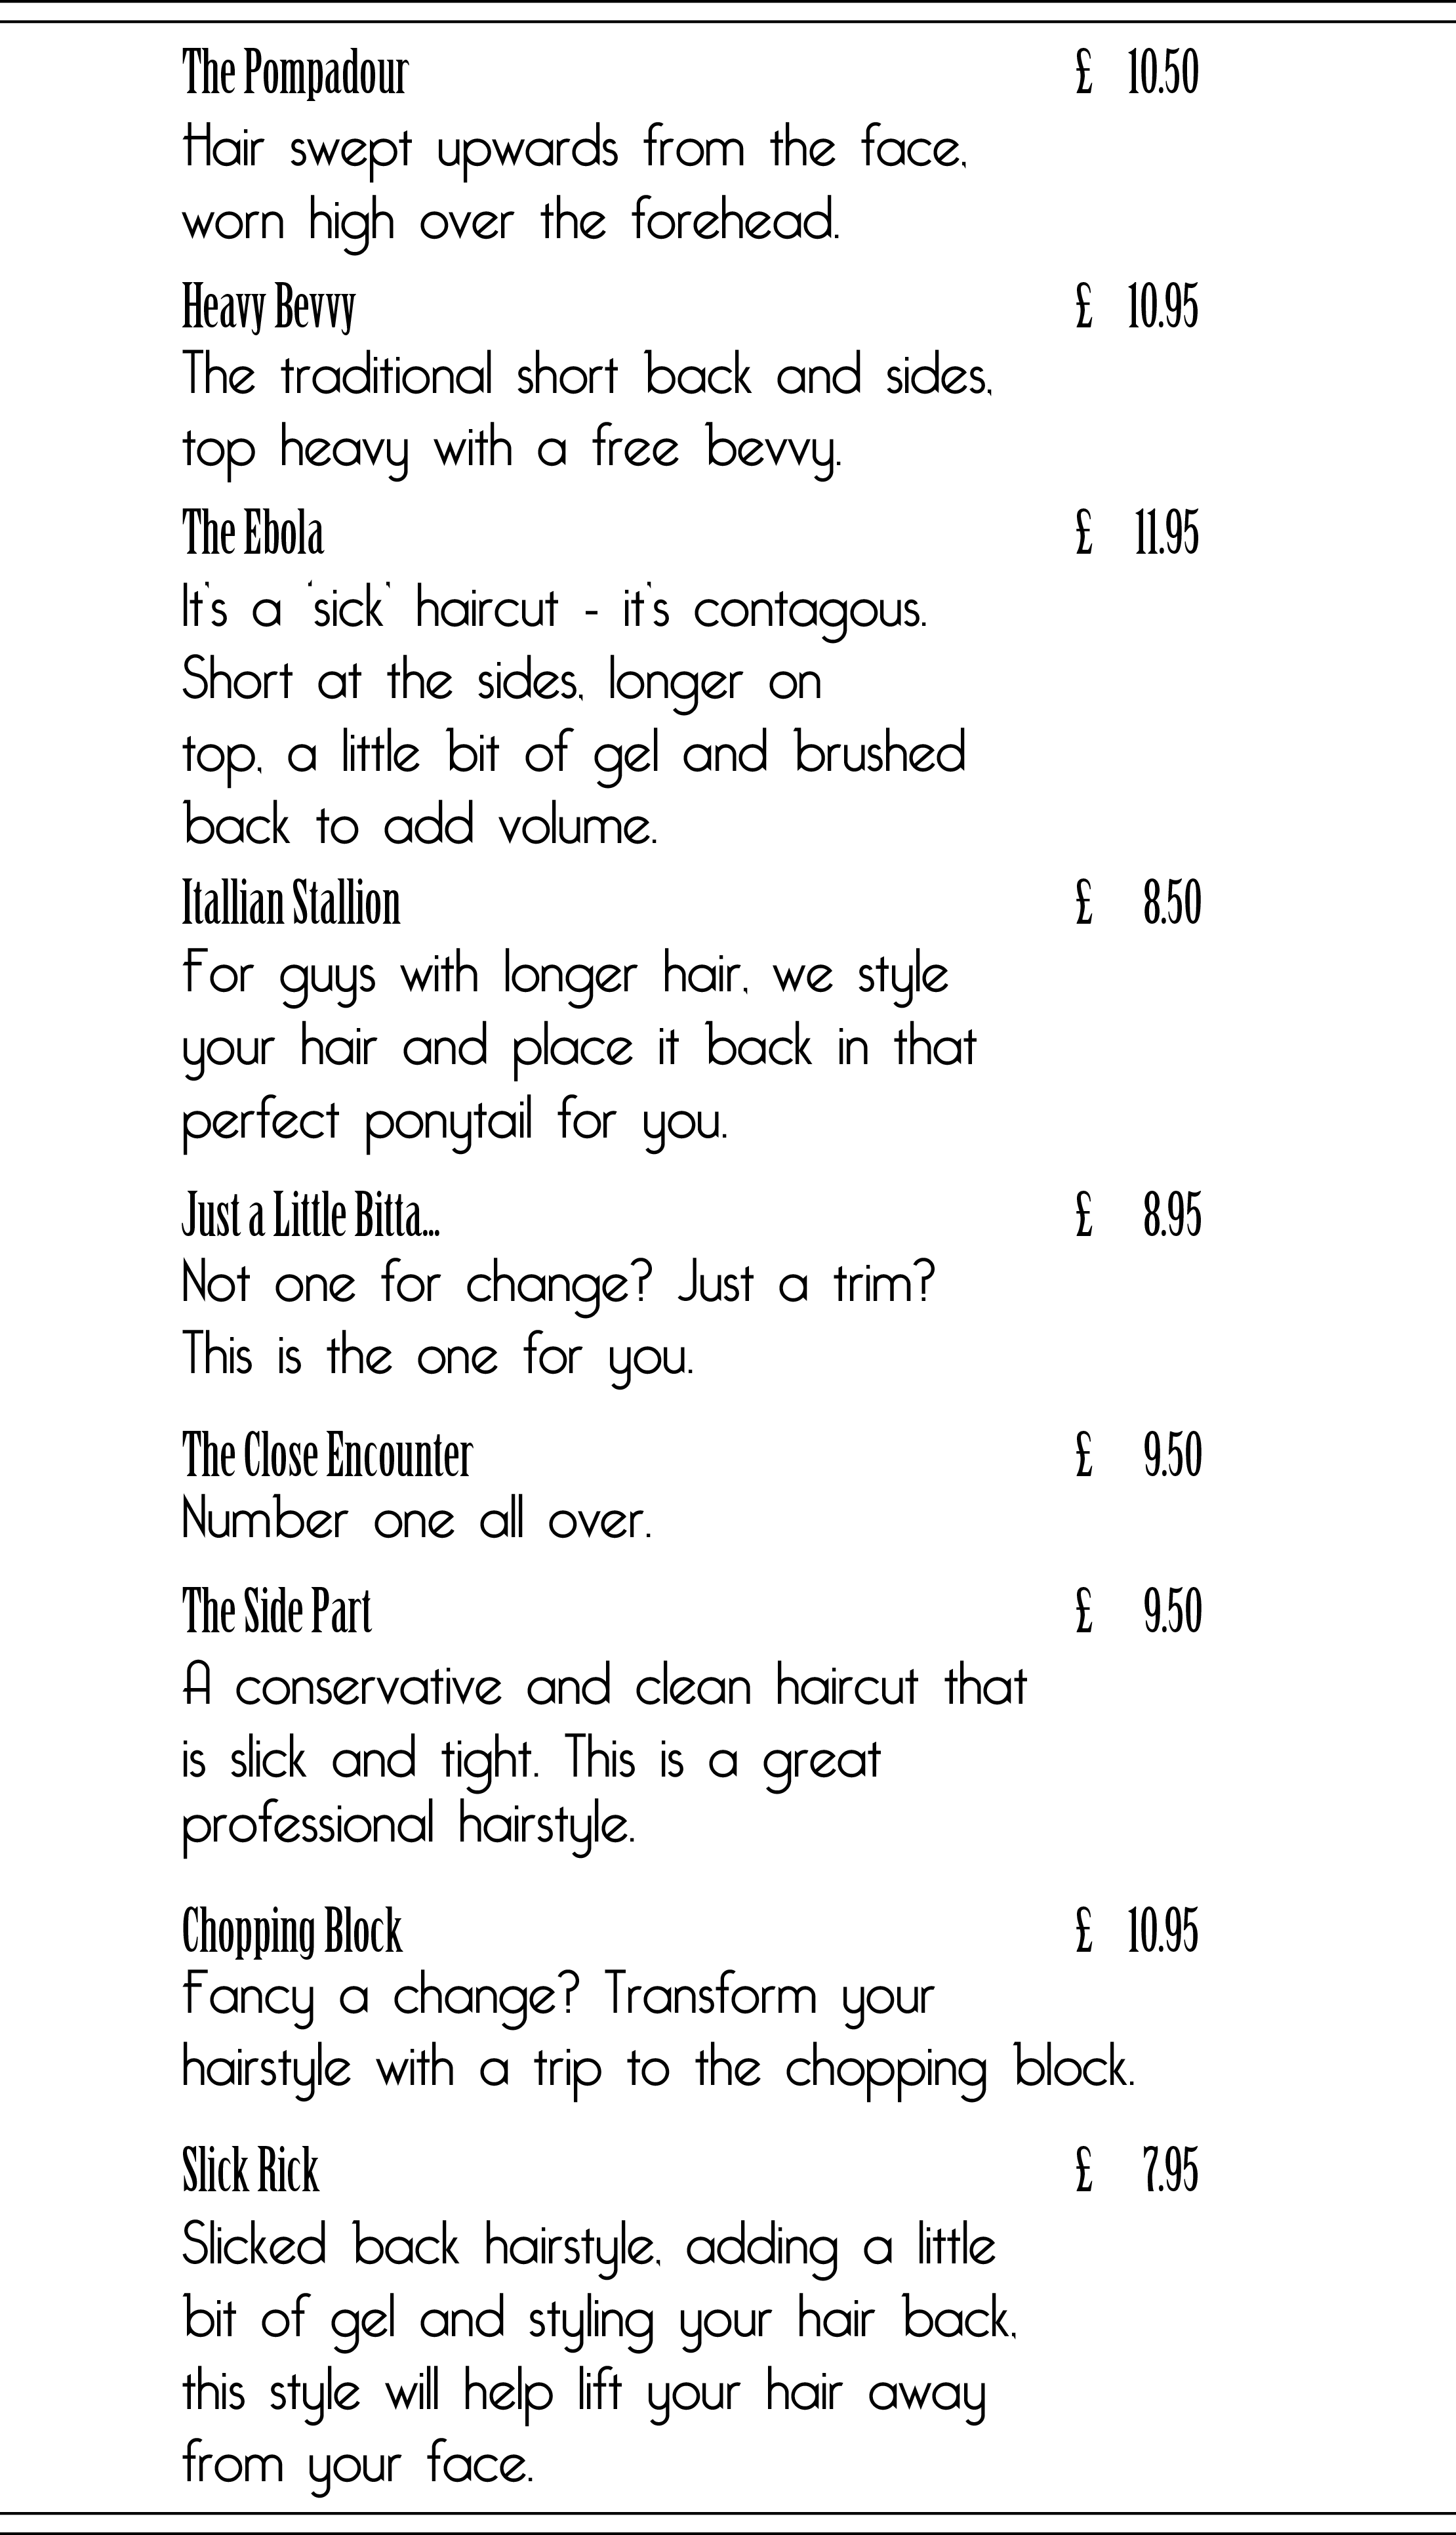 The Pompadour £ 10.50
Hair swept upwards from the face,
worn high over the forehead.
Heavy Bevvy £ 10.95
The traditional short back and sides,
top heavy with a free bevvy.
The Ebola £ 11.95
It's a 'sick' haircut - it's contagous.
Short at the sides, longer on
top, a little bit of gel and brushed
back to add volume.
Itallian Stallion £ 8.50
For guys with longer hair, we style
your hair and place it back in that
perfect ponytail for you.
Just a Little Bitta... £ 8.95
Not one for change? Just a trim?
This is the one for you.
The Close Encounter £ 9.50
Number one all over.
The Side Part £ 9.50
A conservative and clean haircut that
is slick and tight. This is a great
professional hairstyle.
Chopping Block £ 10.95
Fancy a change? Transform your
hairstyle with a trip to the chopping block.
Slick Rick £ 7.95
Slicked back hairstyle, adding a little
bit of gel and styling your hair back,
this style will help lift your hair away
from your face.